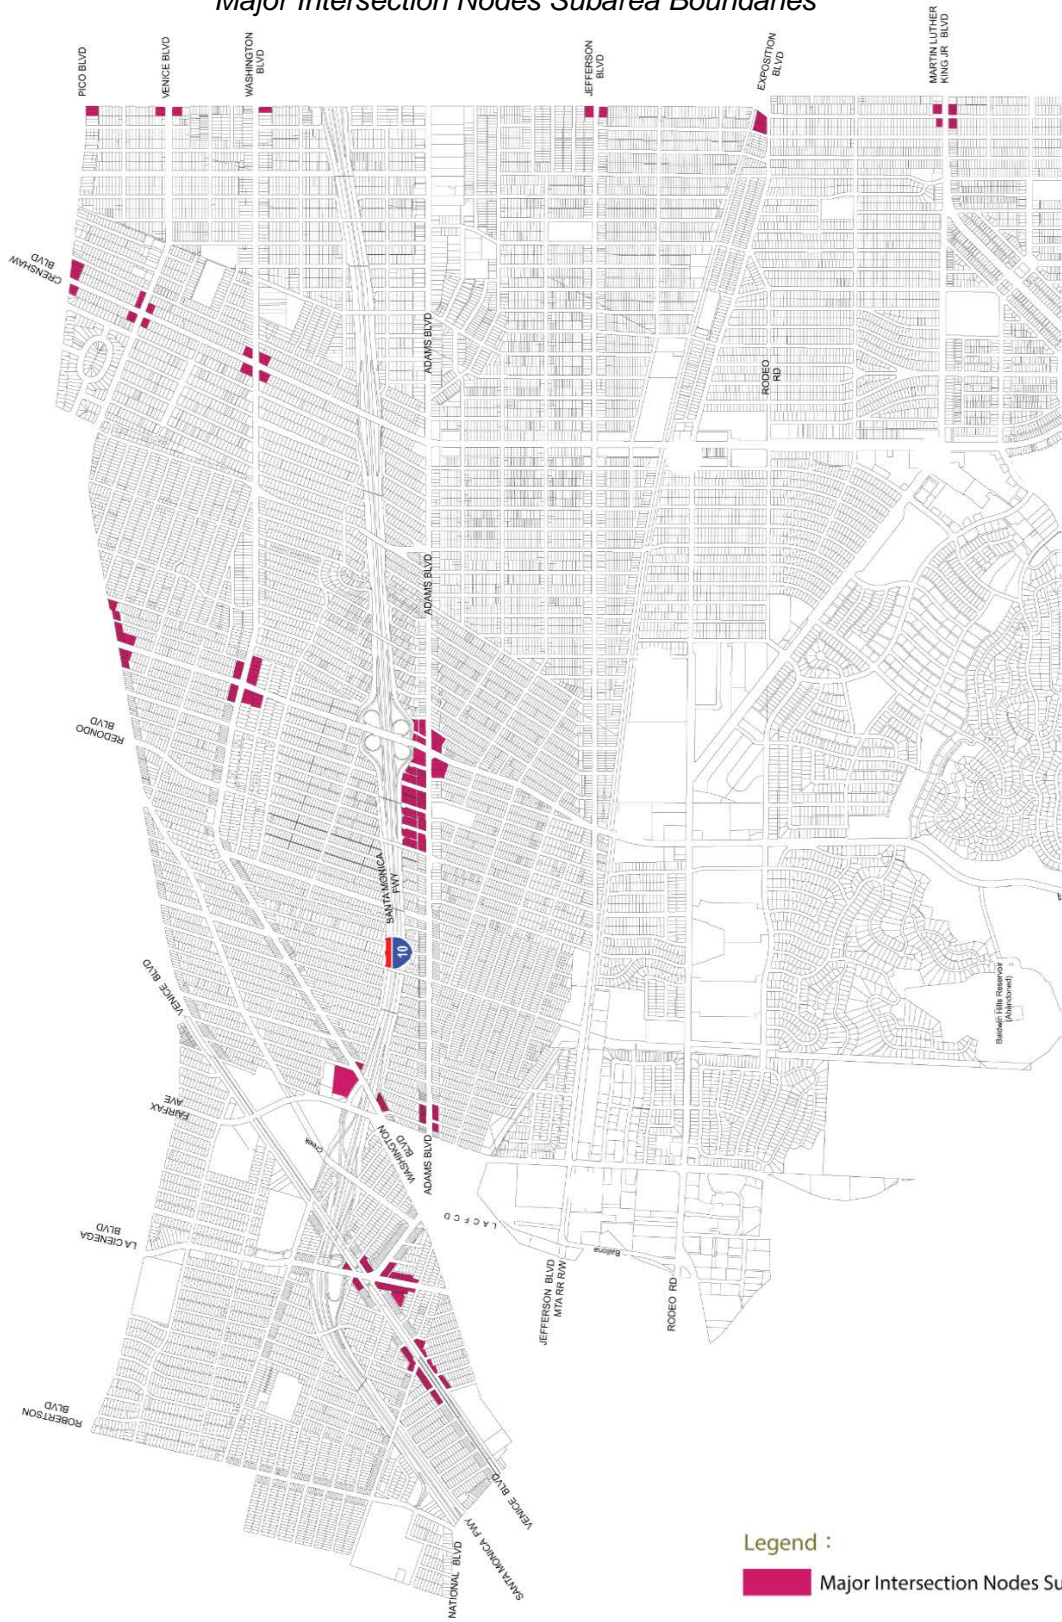 Major Intersection Nodes Subarea Boundaries
PICO BLVD
VENICE BLVD
WASHINGTON
BLVD
JEFFERSON
BLVD
EXPOSITION
BLVD
MARTIN LUTHER
KING JR BLVD
CRENSHAW
BLVD
ADAMS BLVD
RODEO
RD
ADAMS BLVD
REDONDO
BLVD
SANTA MONICA
FWY
10
VENICE BLVD
Baldwin Hills Reservoir
(Abandoned)
FAIRFAX
AVE
Creek
WASHINGTON
BLVD
ADAMS BLVD
LA CIENEGA
BLVD
L A C F C D
Ballona
JEFFERSON BLVD
MTA RR R/W
RODEO RD
ROBERTSON
BLVD
VENICE BLVD
SANTA MONICA FWY
NATIONAL BLVD
Legend :
Major Intersection Nodes Su